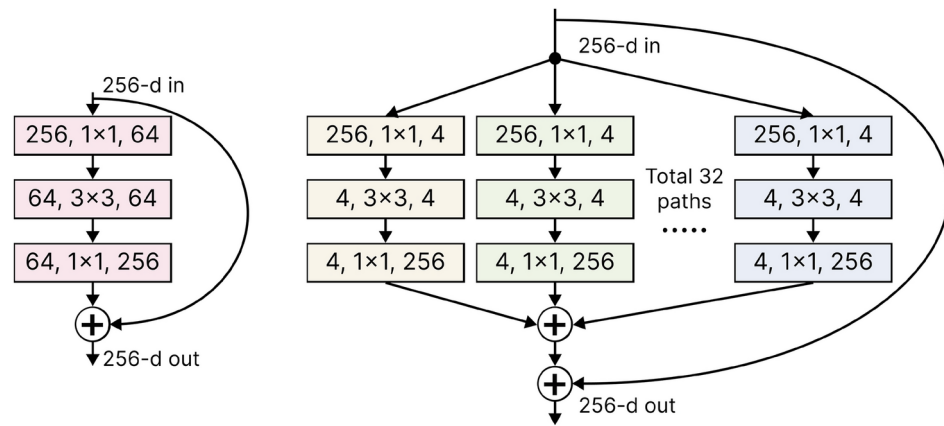 256-d in
256, 1×1, 64
64, 3×3, 64
64, 1×1, 256
256-d out
256-d in
256, 1×1, 4
4, 3×3, 4
4, 1×1, 256
256, 1×1, 4
4, 3×3, 4
4, 1×1, 256
Total 32
paths
.....
256, 1×1, 4
4, 3×3, 4
4, 1×1, 256
256-d out